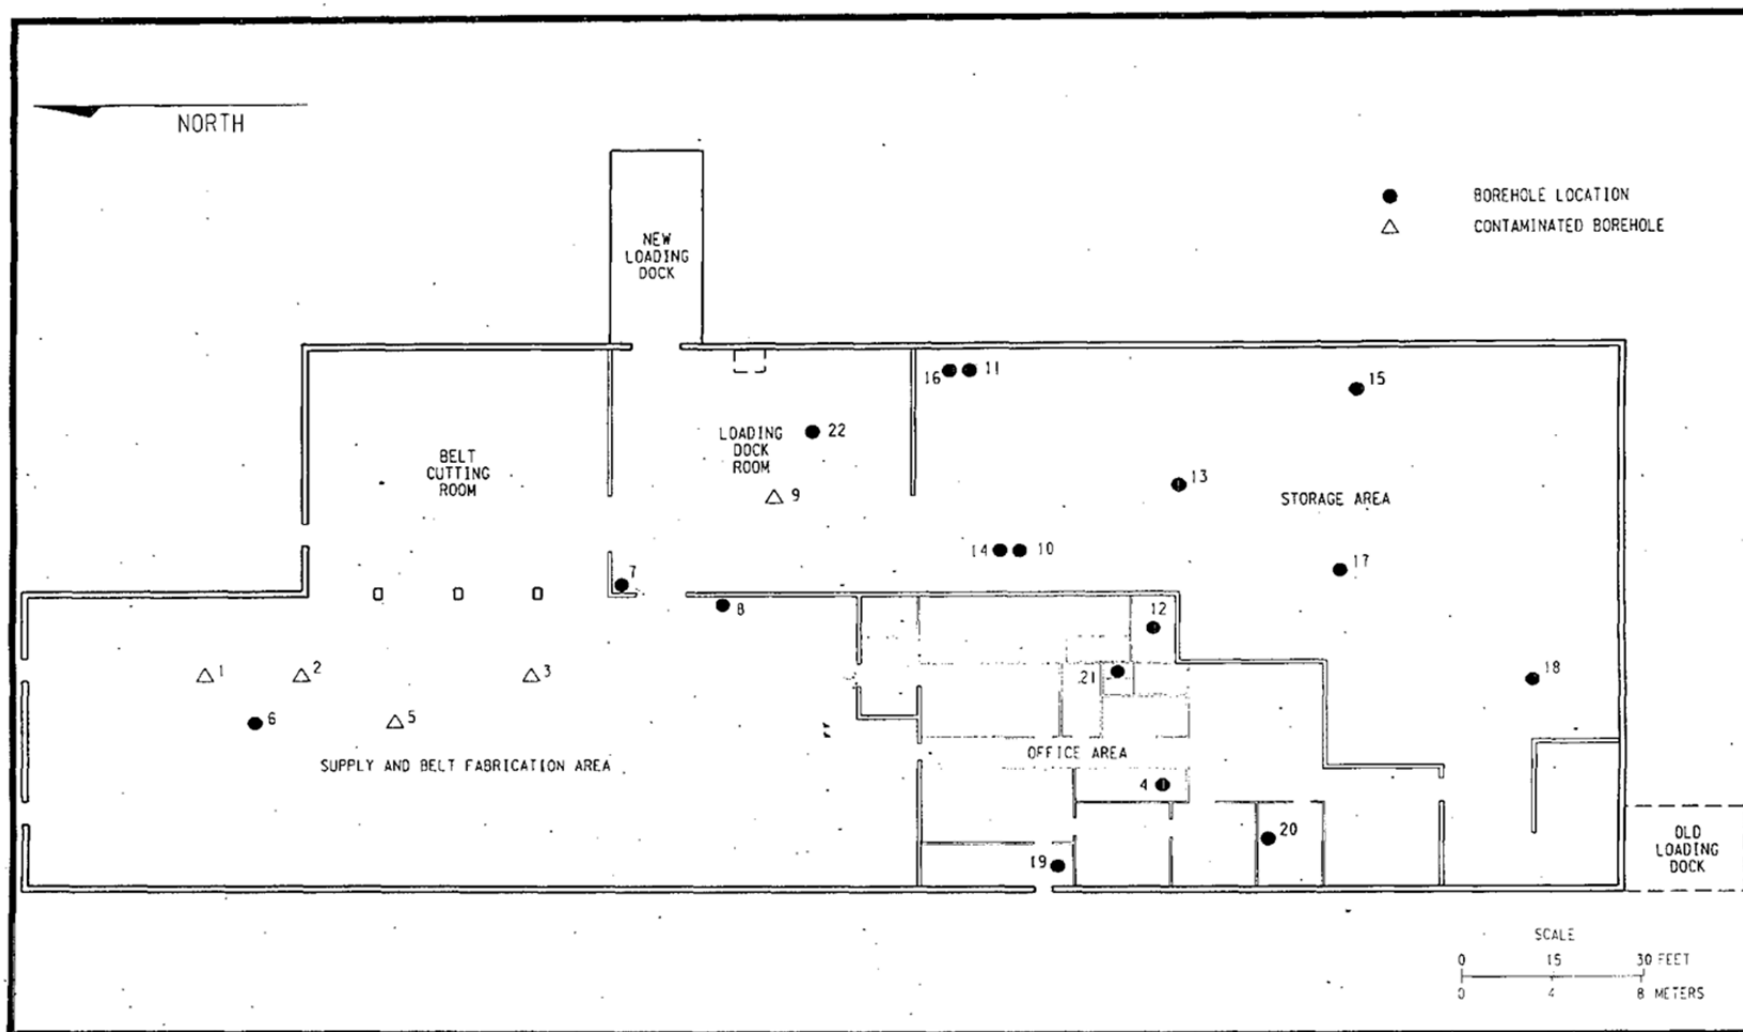 NORTH
BOREHOLE LOCATION
CONTAMINATED BOREHOLE
NEW
LOADING
DOCK
16
11
15
22
LOADING
DOCK
ROOM
BELT
CUTTING
ROOM
9
13
STORAGE AREA
14
10
17
7
8
12
1
2
3
21
18
6
5
SUPPLY AND BELT FABRICATION AREA
OFFICE AREA
4
20
19
OLD
LOADING
DOCK
SCALE
0 15 30 FEET
0 4 8 METERS